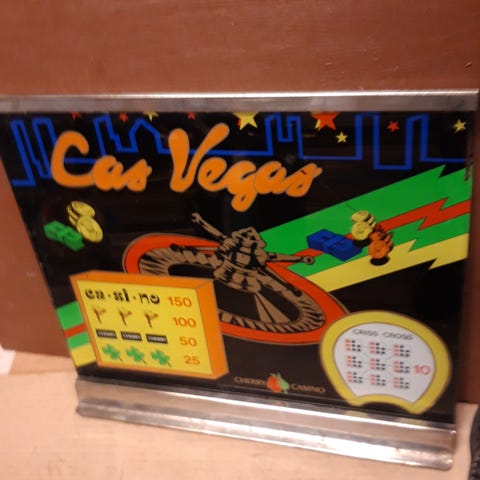 Cas Vegas
ca·si·no 150
100
50
25
CRISS CROSS
10
CHERRY CASINO